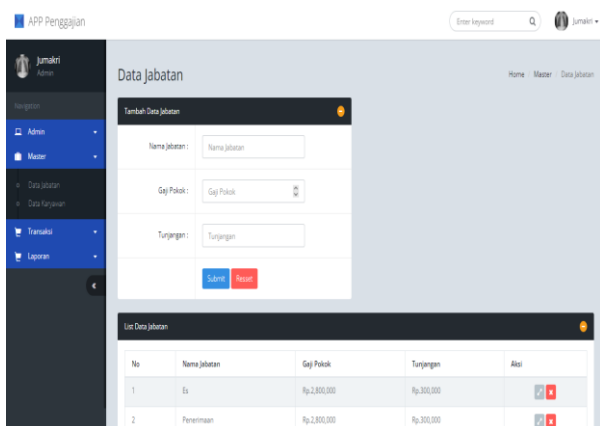 APP Penggajian
Enter keyword
Jumakri
Jumakri
Admin
Navigation
Admin
Master
Data Jabatan
Data Karyawan
Transaksi
Laporan
Data Jabatan
Home / Master / Data Jabatan
Tambah Data Jabatan
Nama Jabatan :
Nama Jabatan
Gaji Pokok :
Gaji Pokok
Tunjangan :
Tunjangan
Submit Reset
List Data Jabatan
No Nama Jabatan Gaji Pokok Tunjangan Aksi
1 Es Rp.2,800,000 Rp.300,000
2 Penerimaan Rp.2,800,000 Rp.300,000